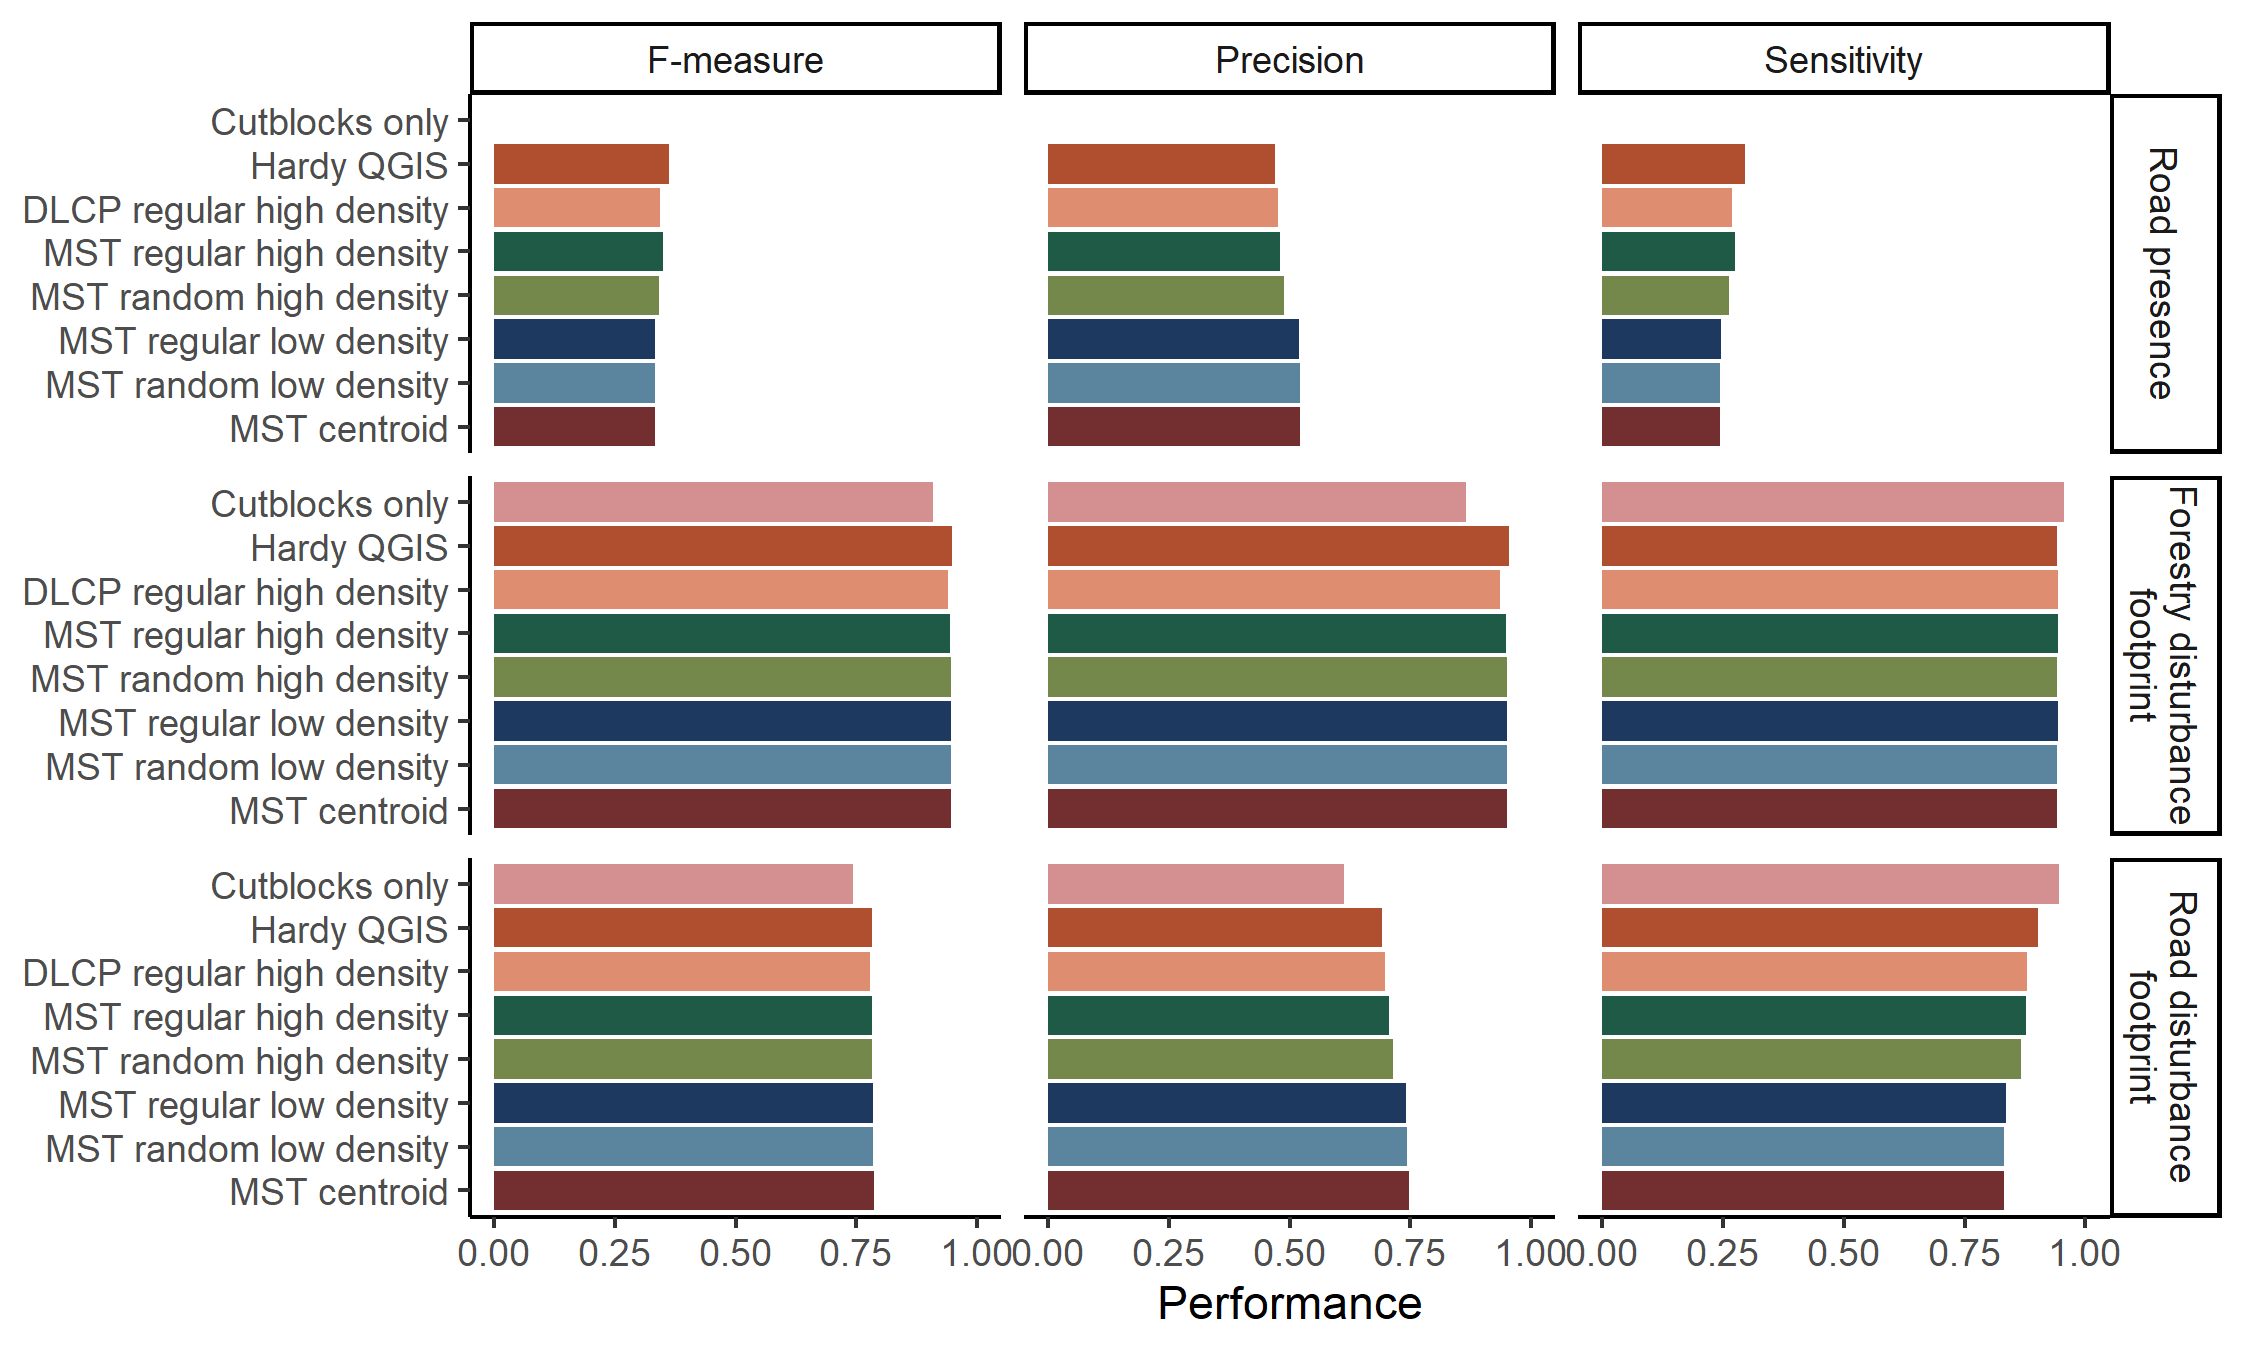 F-measure
Precision
Sensitivity
Cutblocks only
Hardy QGIS
DLCP regular high density
MST regular high density
MST random high density
MST regular low density
MST random low density
MST centroid
Road presence
Cutblocks only
Hardy QGIS
DLCP regular high density
MST regular high density
MST random high density
MST regular low density
MST random low density
MST centroid
Forestry disturbance
footprint
Cutblocks only
Hardy QGIS
DLCP regular high density
MST regular high density
MST random high density
MST regular low density
MST random low density
MST centroid
Road disturbance
footprint
0.00 0.25 0.50 0.75 1.00
0.00 0.25 0.50 0.75 1.00
0.00 0.25 0.50 0.75 1.00
Performance